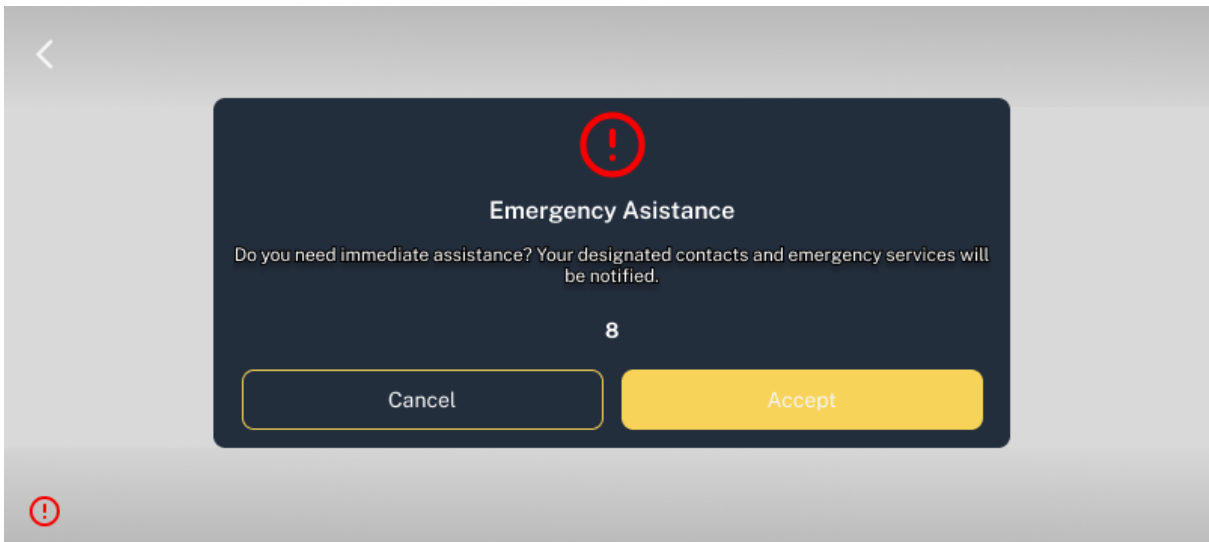 Emergency Asistance
Do you need immediate assistance? Your designated contacts and emergency services will
be notified.
8
Cancel
Accept